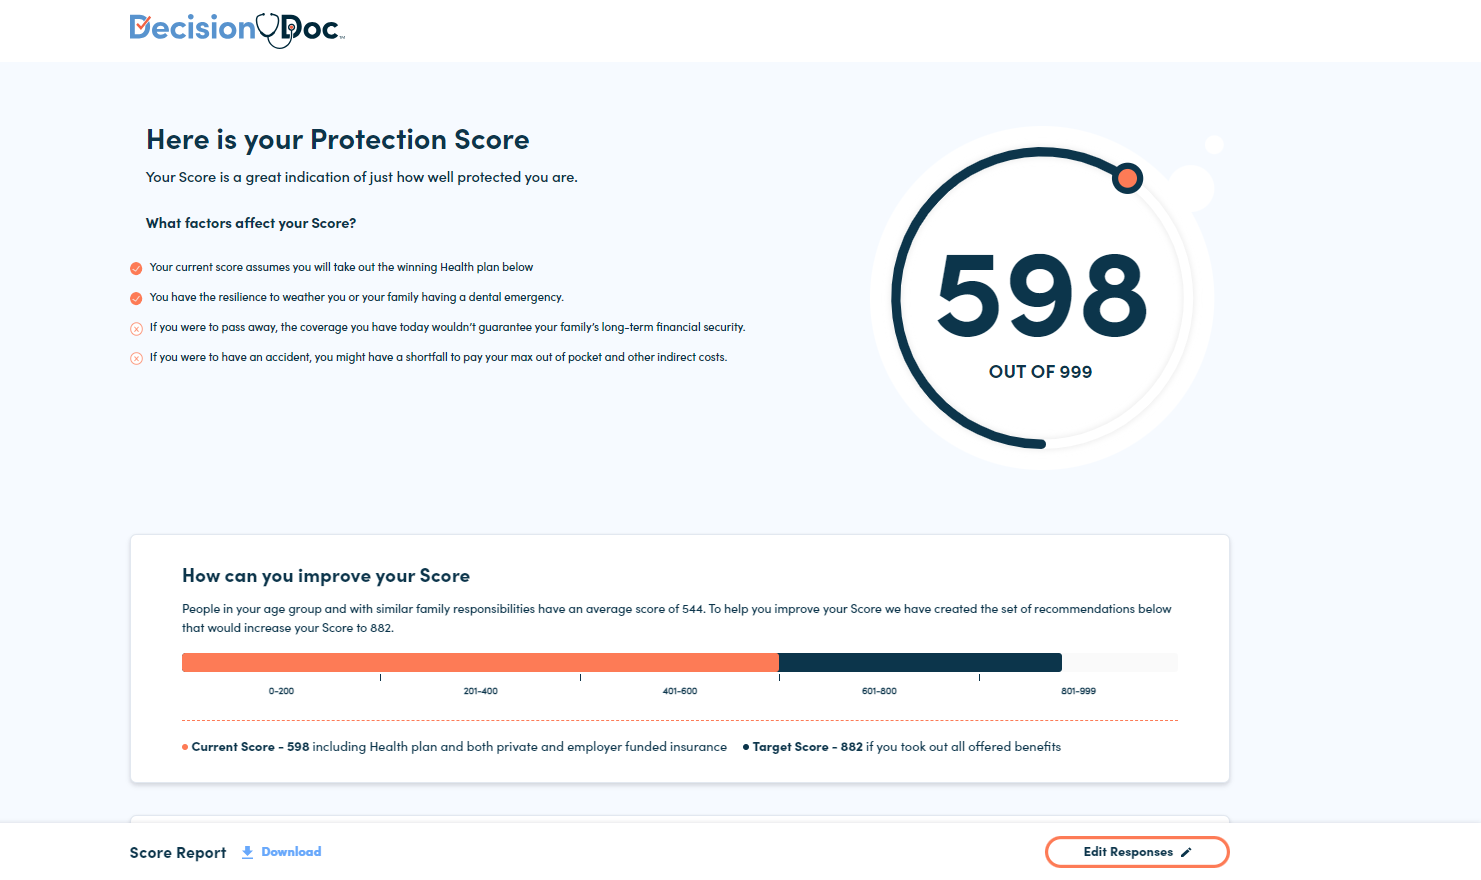 DecisionDoc™
Here is your Protection Score
Your Score is a great indication of just how well protected you are.
What factors affect your Score?
Your current score assumes you will take out the winning Health plan below
You have the resilience to weather you or your family having a dental emergency.
If you were to pass away, the coverage you have today wouldn't guarantee your family's long-term financial security.
If you were to have an accident, you might have a shortfall to pay your max out of pocket and other indirect costs.
598
OUT OF 999
How can you improve your Score
People in your age group and with similar family responsibilities have an average score of 544. To help you improve your Score we have created the set of recommendations below
that would increase your Score to 882.
0-200 201-400 401-600 601-800 801-999
Current Score - 598 including Health plan and both private and employer funded insurance Target Score - 882 if you took out all offered benefits
Score Report Download Edit Responses